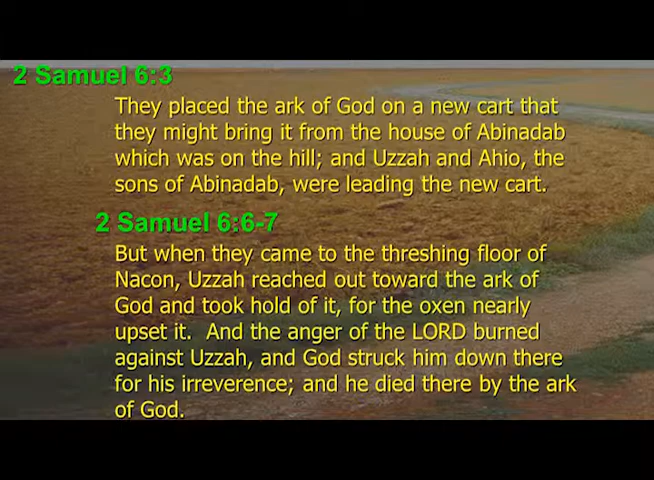 2 Samuel 6:3
They placed the ark of God on a new cart that
they might bring it from the house of Abinadab
which was on the hill; and Uzzah and Ahio, the
sons of Abinadab, were leading the new cart.
2 Samuel 6:6-7
But when they came to the threshing floor of
Nacon, Uzzah reached out toward the ark of
God and took hold of it, for the oxen nearly
upset it.  And the anger of the LORD burned
against Uzzah, and God struck him down there
for his irreverence; and he died there by the ark
of God.